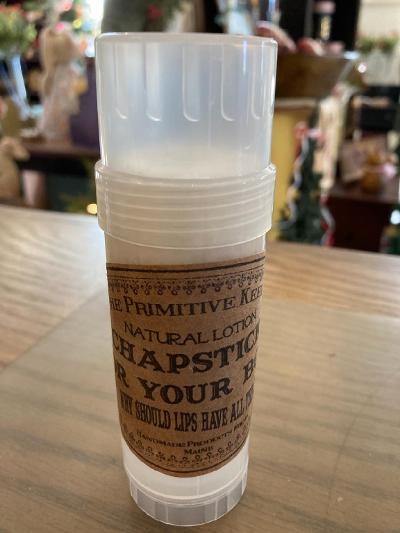 PRIMITIVE
NATURAL LOTION
CHAPSTICK
YOUR
WHY SHOULD LIPS HAVE ALL
HANDMADE PRODUCTS
MAINE